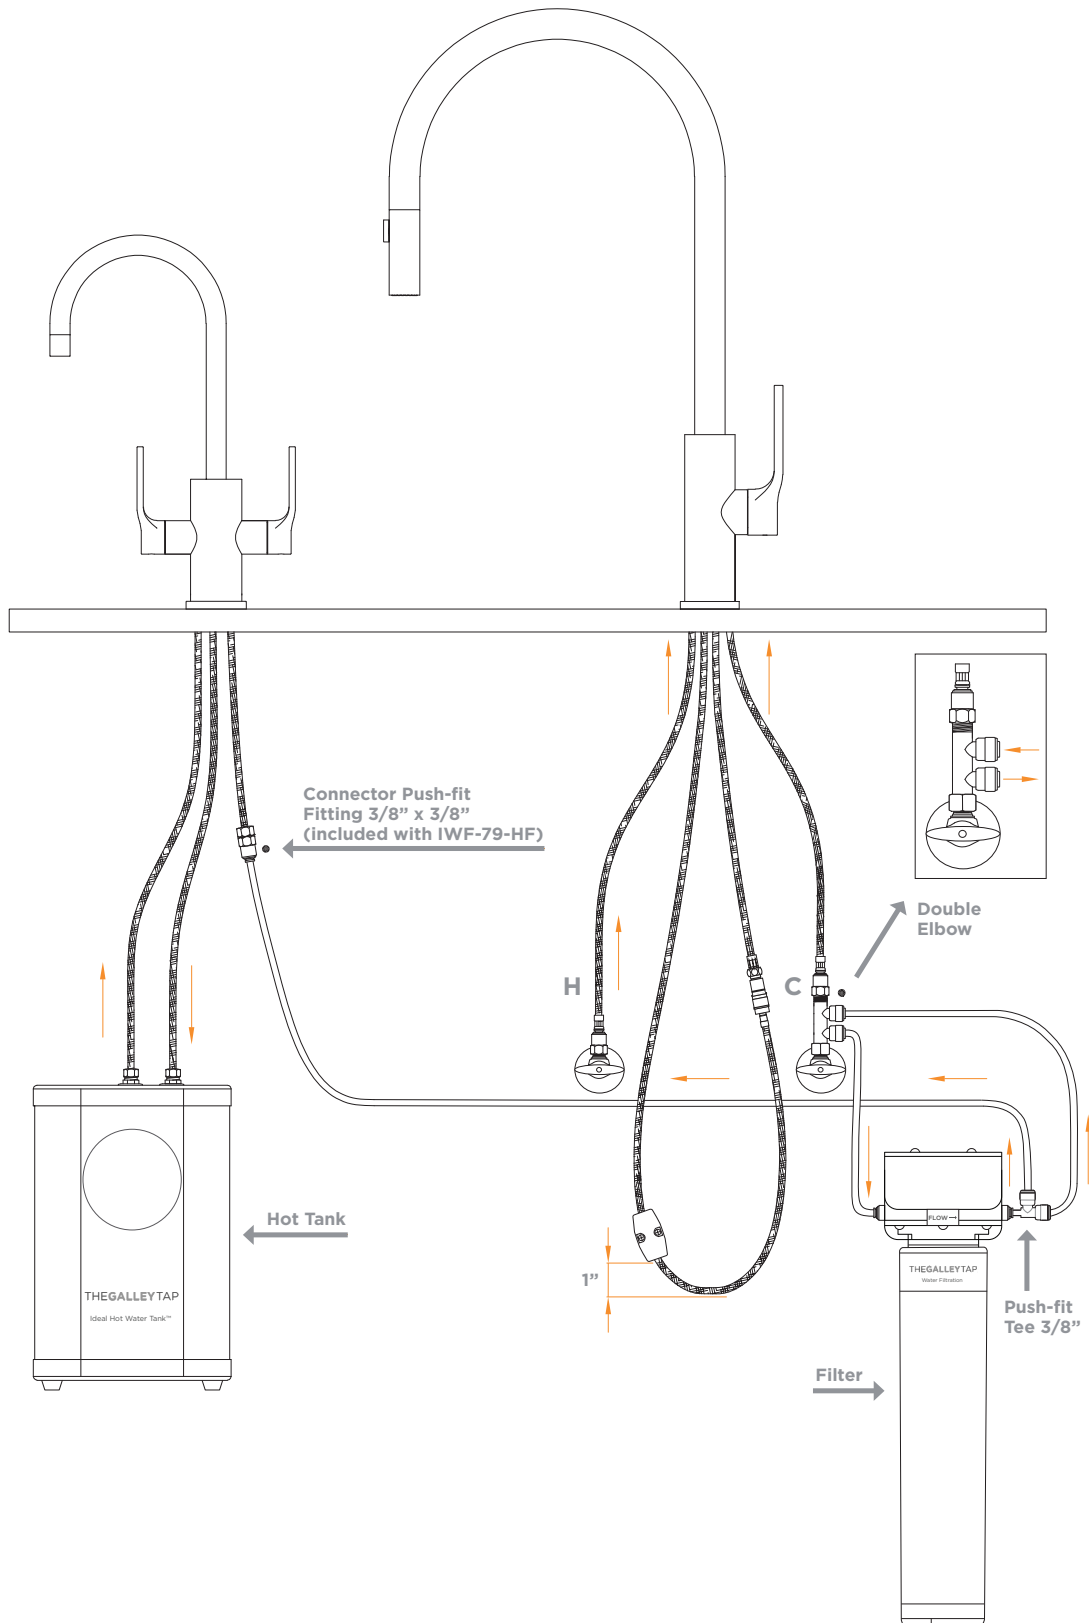 Connector Push-fit
Fitting 3/8” x 3/8”
(included with IWF-79-HF)
Double
Elbow
H
C
Hot Tank
FLOW
1”
THEGALLEYTAP
Water Filtration
THEGALLEYTAP
Ideal Hot Water Tank™
Push-fit
Tee 3/8”
Filter